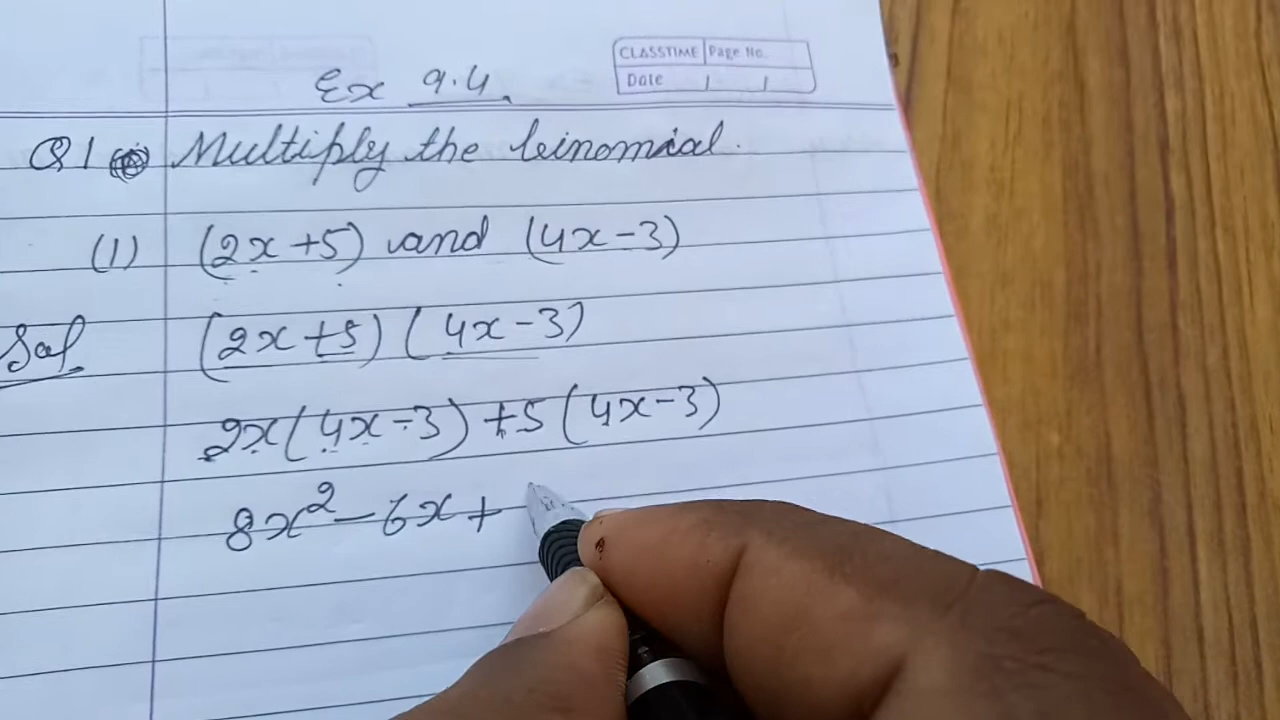 CLASSTIME Page No.
Date / /
Ex 9.4.
Q1 Multiply the binomial.
(1) (2x+5) and (4x-3)
Sol (2x+5) (4x-3)
2x(4x-3) +5(4x-3)
8x² - 6x +